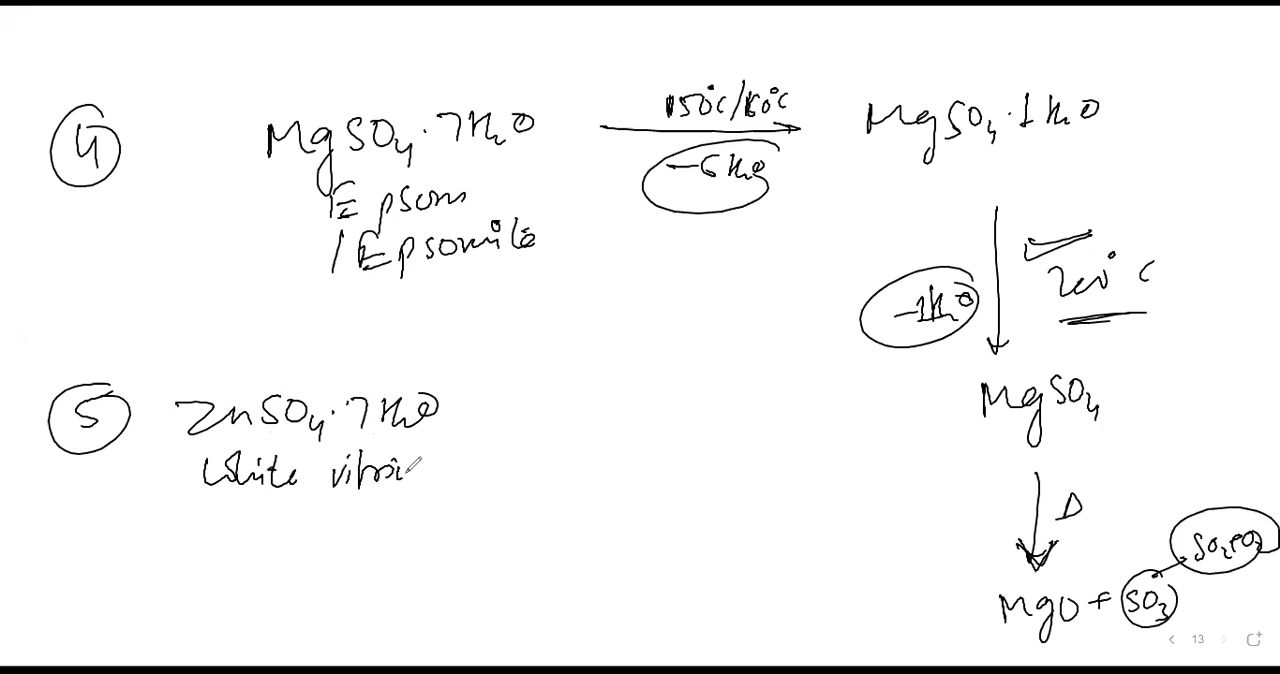 4
MgSO4·7H2O
150°C/160°C
-6H2O
MgSO4·1H2O
Epsom
/Epsomite
-1H2O
200°C
MgSO4
Δ
MgO + SO3
SO2+O2
5
ZnSO4·7H2O
White vitrio
13